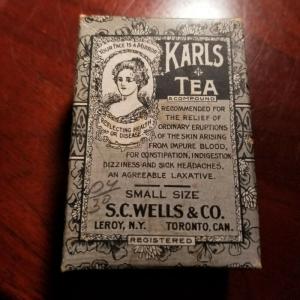 YOUR FACE IS A MIRROR
REFLECTING HEALTH
OR DISEASE
KARLS
TEA
A COMPOUND
RECOMMENDED FOR
THE RELIEF OF
ORDINARY ERUPTIONS
OF THE SKIN ARISING
FROM IMPURE BLOOD,
FOR CONSTIPATION, INDIGESTION
DIZZINESS AND SICK HEADACHES.
AN AGREEABLE LAXATIVE.
SMALL SIZE
S.C. WELLS & CO.
LEROY, N.Y. TORONTO, CAN.
REGISTERED